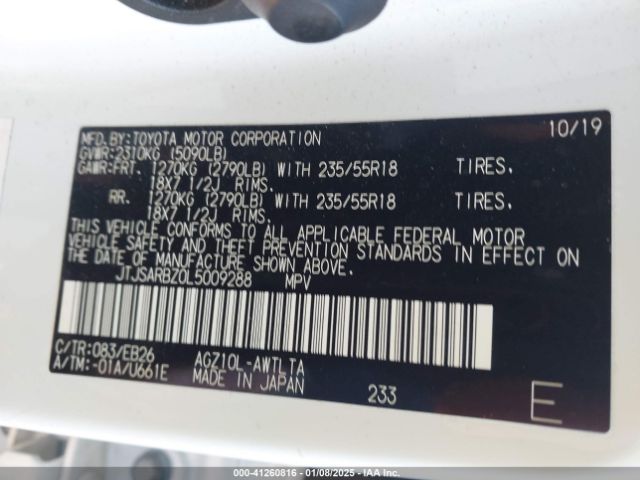 MFD.BY:TOYOTA MOTOR CORPORATION 10/19
GVWR:2310KG (5090LB)
GAWR:FRT. 1270KG (2790LB) WITH 235/55R18 TIRES.
18X7 1/2J RIMS.
RR. 1270KG (2790LB) WITH 235/55R18 TIRES.
18X7 1/2J RIMS.
THIS VEHICLE CONFORMS TO ALL APPLICABLE FEDERAL MOTOR
VEHICLE SAFETY AND THEFT PREVENTION STANDARDS IN EFFECT ON
THE DATE OF MANUFACTURE SHOWN ABOVE.
JTJSARBZ0L5009288 MPV
C/TR:083/EB26 AGZ10L-AWTLTA
A/TM:-01A/U661E MADE IN JAPAN 233 E
000-41260816 - 01/08/2025 - IAA Inc.